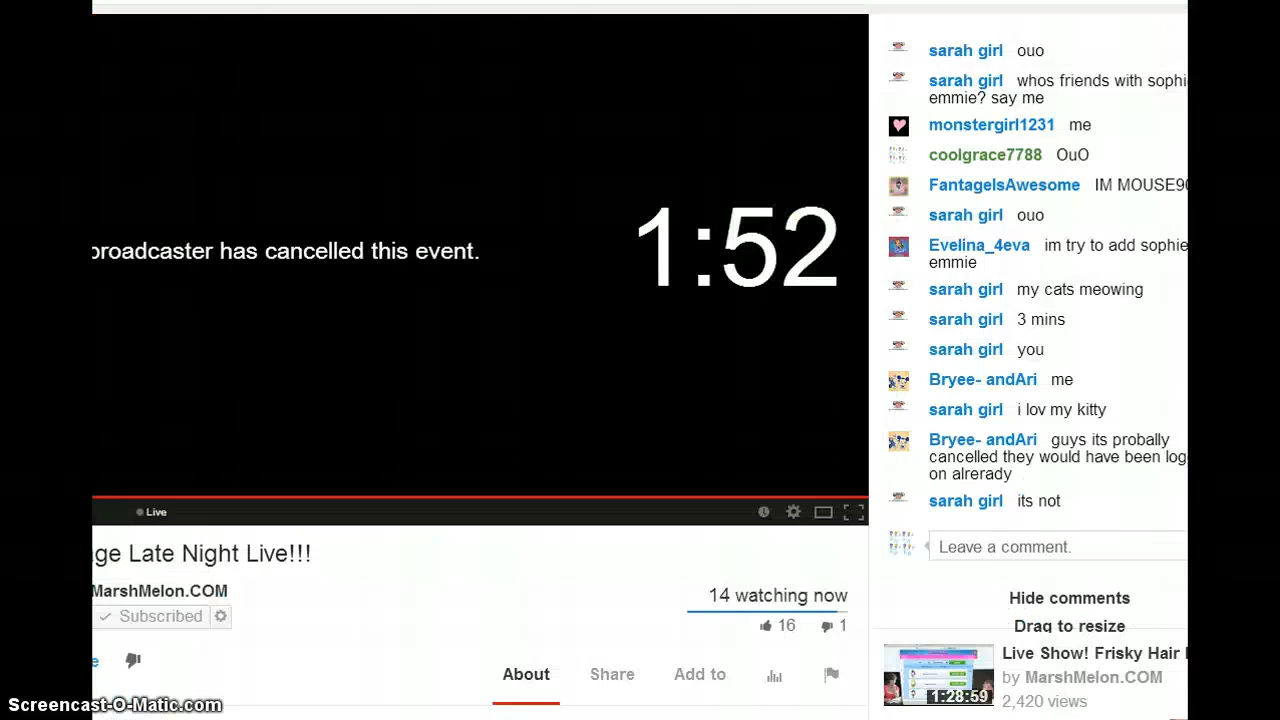 broadcaster has cancelled this event.
1:52
Live
ge Late Night Live!!!
MarshMelon.COM
Subscribed
14 watching now
16
1
e
About
Share
Add to
sarah girl ouo
sarah girl whos friends with sophi
emmie? say me
monstergirl1231 me
coolgrace7788 OuO
FantageIsAwesome IM MOUSE90
sarah girl ouo
Evelina_4eva im try to add sophie
emmie
sarah girl my cats meowing
sarah girl 3 mins
sarah girl you
Bryee- andAri me
sarah girl i lov my kitty
Bryee- andAri guys its probally
cancelled they would have been log
on alrerady
sarah girl its not
Leave a comment.
Hide comments
Drag to resize
Live Show! Frisky Hair
by MarshMelon.COM
2,420 views
1:28:59
Screencast-O-Matic.com